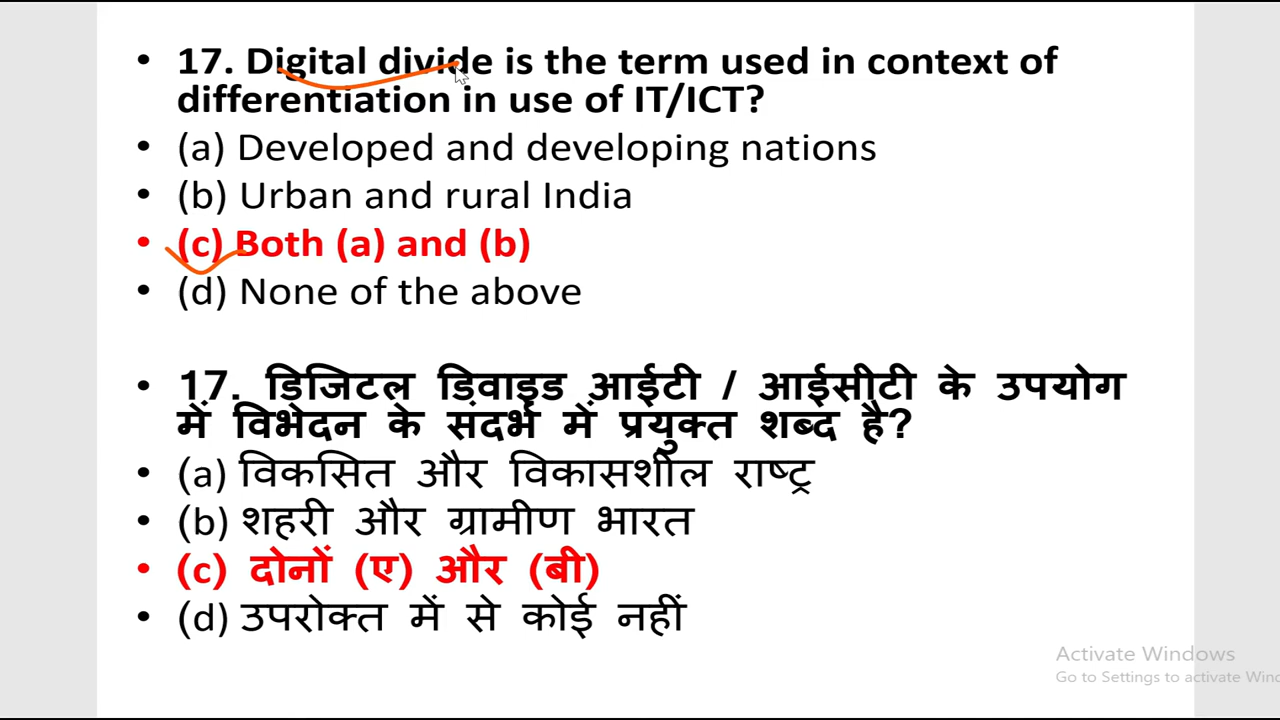 • 17. Digital divide is the term used in context of
differentiation in use of IT/ICT?
• (a) Developed and developing nations
• (b) Urban and rural India
• (c) Both (a) and (b)
• (d) None of the above
• 17. डिजिटल डिवाइड आईटी / आईसीटी के उपयोग
में विभेदन के संदर्भ में प्रयुक्त शब्द है?
• (a) विकसित और विकासशील राष्ट्र
• (b) शहरी और ग्रामीण भारत
• (c) दोनों (ए) और (बी)
• (d) उपरोक्त में से कोई नहीं
Activate Windows
Go to Settings to activate Wind